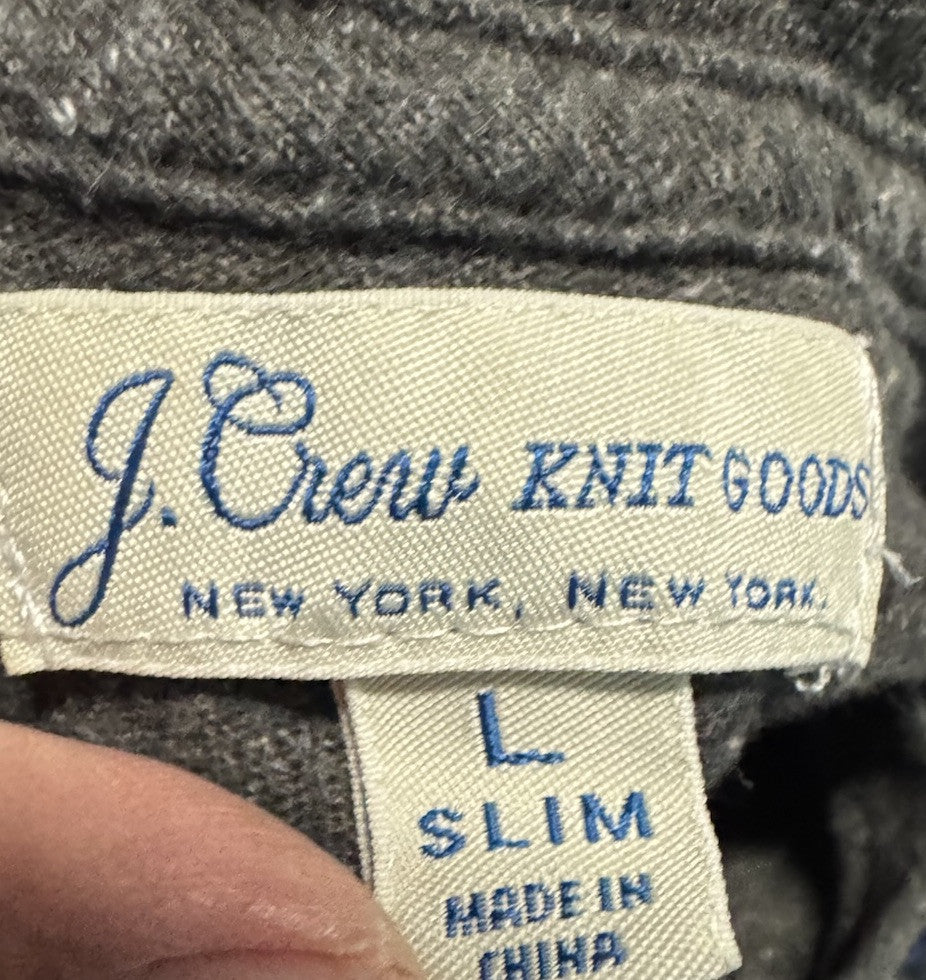 J.Crew KNIT GOODS
NEW YORK, NEW YORK.
L
SLIM
MADE IN
CHINA